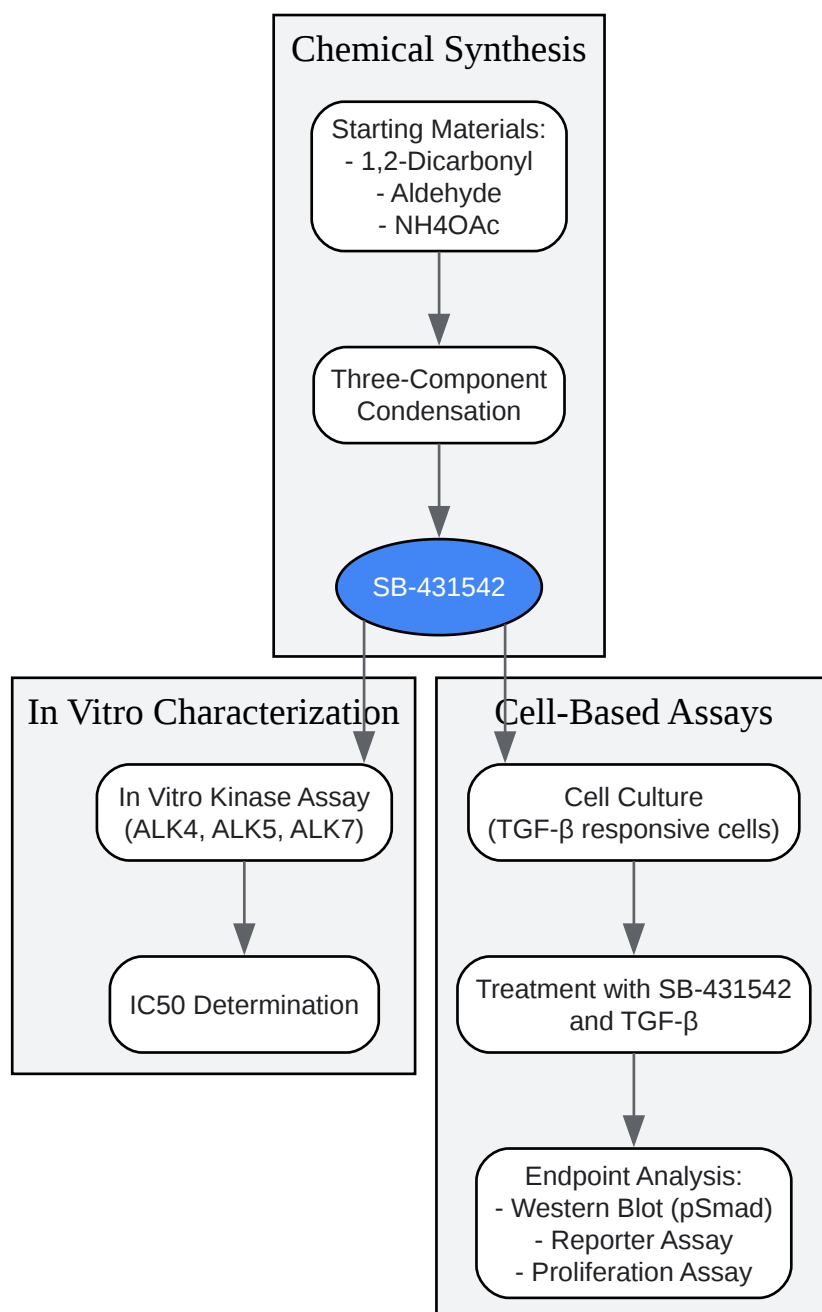 Chemical Synthesis
Starting Materials:
- 1,2-Dicarbonyl
- Aldehyde
- NH4OAc
Three-Component
Condensation
SB-431542
In Vitro Characterization
In Vitro Kinase Assay
(ALK4, ALK5, ALK7)
IC50 Determination
Cell-Based Assays
Cell Culture
(TGF-β responsive cells)
Treatment with SB-431542
and TGF-β
Endpoint Analysis:
- Western Blot (pSmad)
- Reporter Assay
- Proliferation Assay